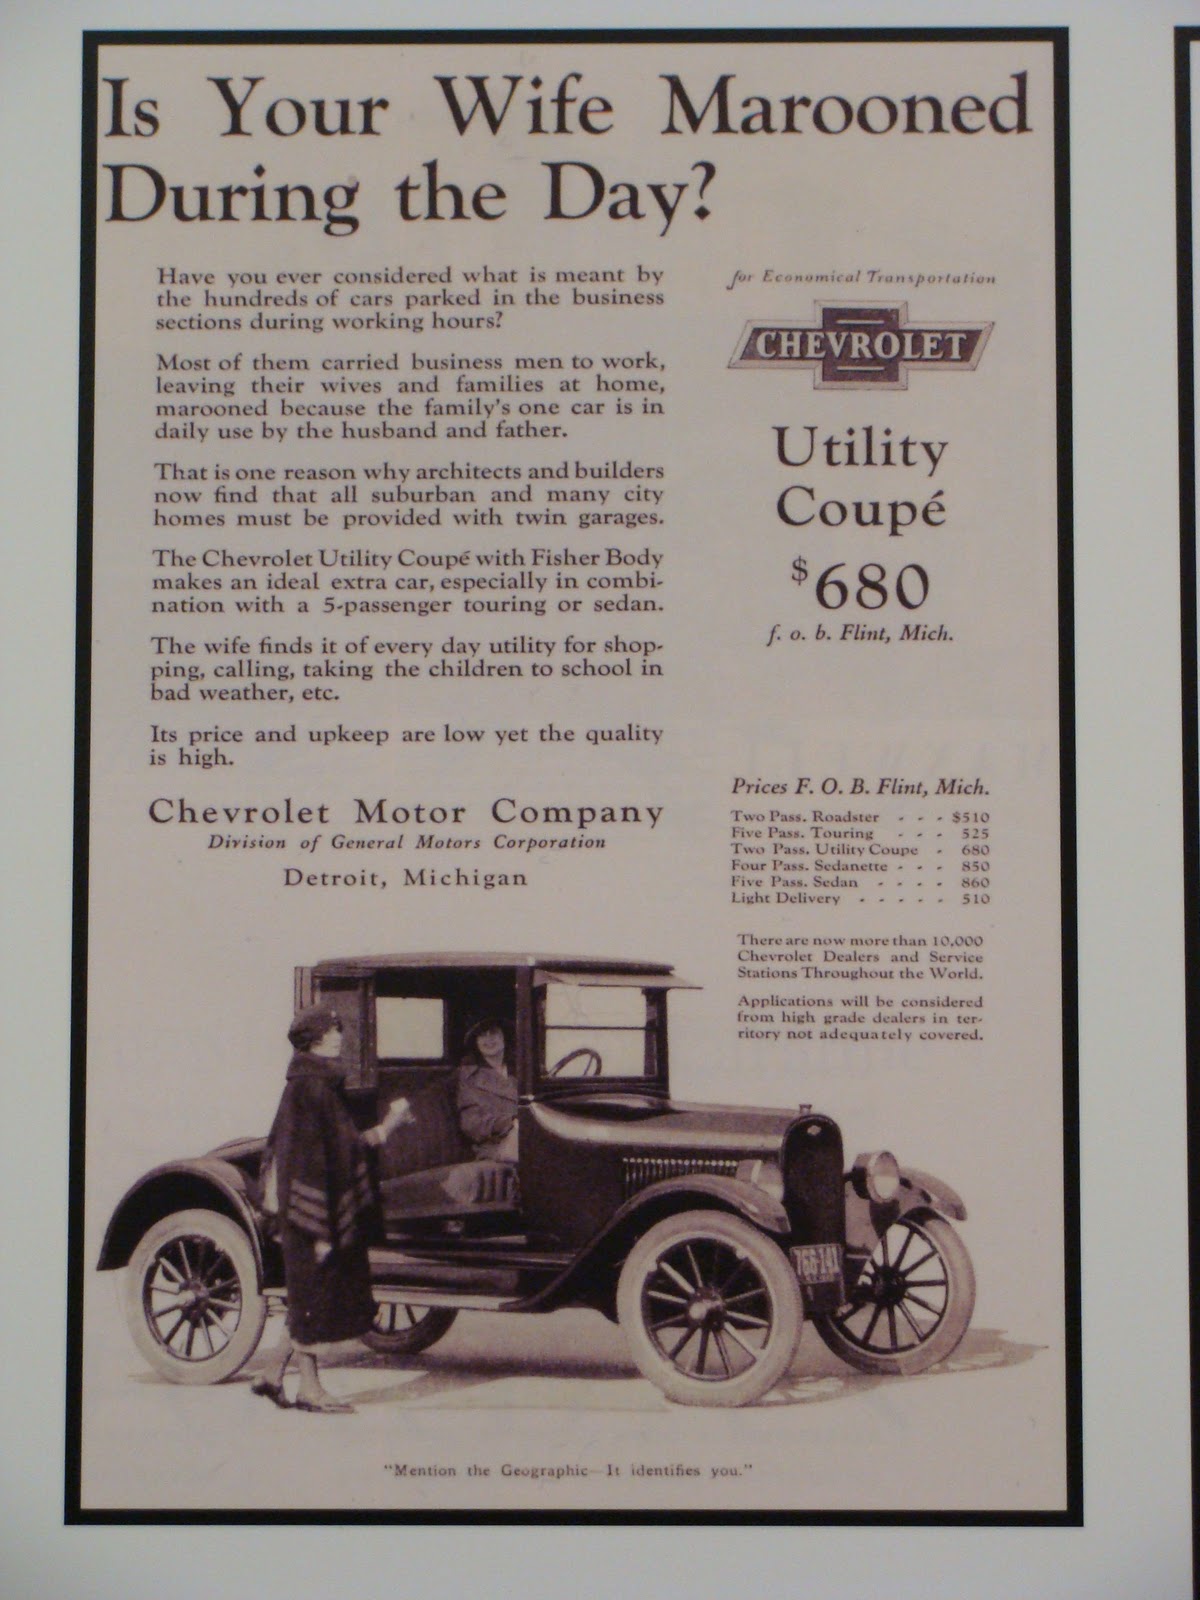 Is Your Wife Marooned
During the Day?
Have you ever considered what is meant by
the hundreds of cars parked in the business
sections during working hours?
Most of them carried business men to work,
leaving their wives and families at home,
marooned because the family's one car is in
daily use by the husband and father.
That is one reason why architects and builders
now find that all suburban and many city
homes must be provided with twin garages.
The Chevrolet Utility Coupé with Fisher Body
makes an ideal extra car, especially in combi-
nation with a 5-passenger touring or sedan.
The wife finds it of every day utility for shop-
ping, calling, taking the children to school in
bad weather, etc.
Its price and upkeep are low yet the quality
is high.
Chevrolet Motor Company
Division of General Motors Corporation
Detroit, Michigan
for Economical Transportation
CHEVROLET
Utility
Coupé
$680
f. o. b. Flint, Mich.
Prices F. O. B. Flint, Mich.
Two Pass. Roadster - - - $510
Five Pass. Touring - - - 525
Two Pass. Utility Coupe - 680
Four Pass. Sedanette - - - 850
Five Pass. Sedan - - - - 860
Light Delivery - - - - - 510
There are now more than 10,000
Chevrolet Dealers and Service
Stations Throughout the World.
Applications will be considered
from high grade dealers in ter-
ritory not adequately covered.
766-141
"Mention the Geographic—It identifies you."